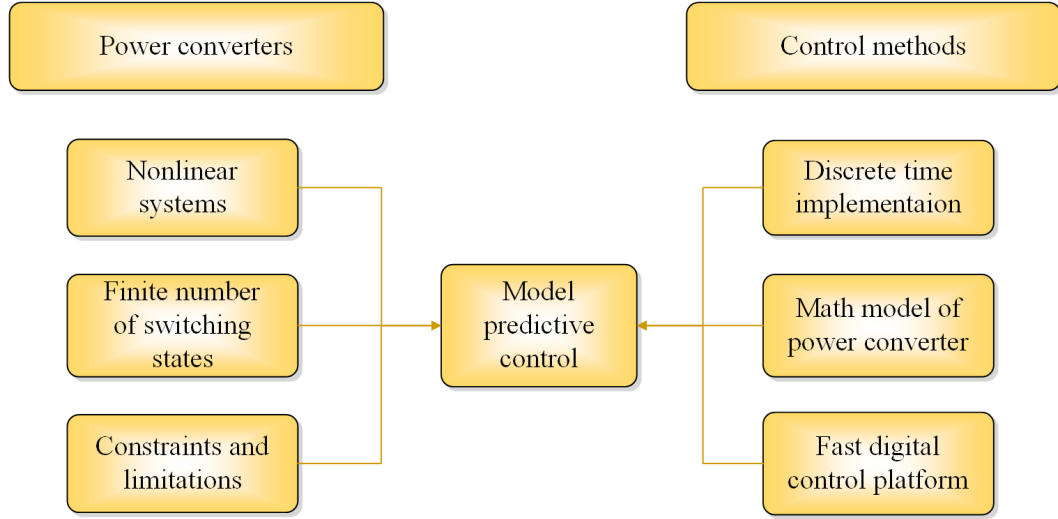 Power converters
Control methods
Nonlinear
systems
Discrete time
implementaion
Finite number
of switching
states
Model
predictive
control
Math model of
power converter
Constraints and
limitations
Fast digital
control platform